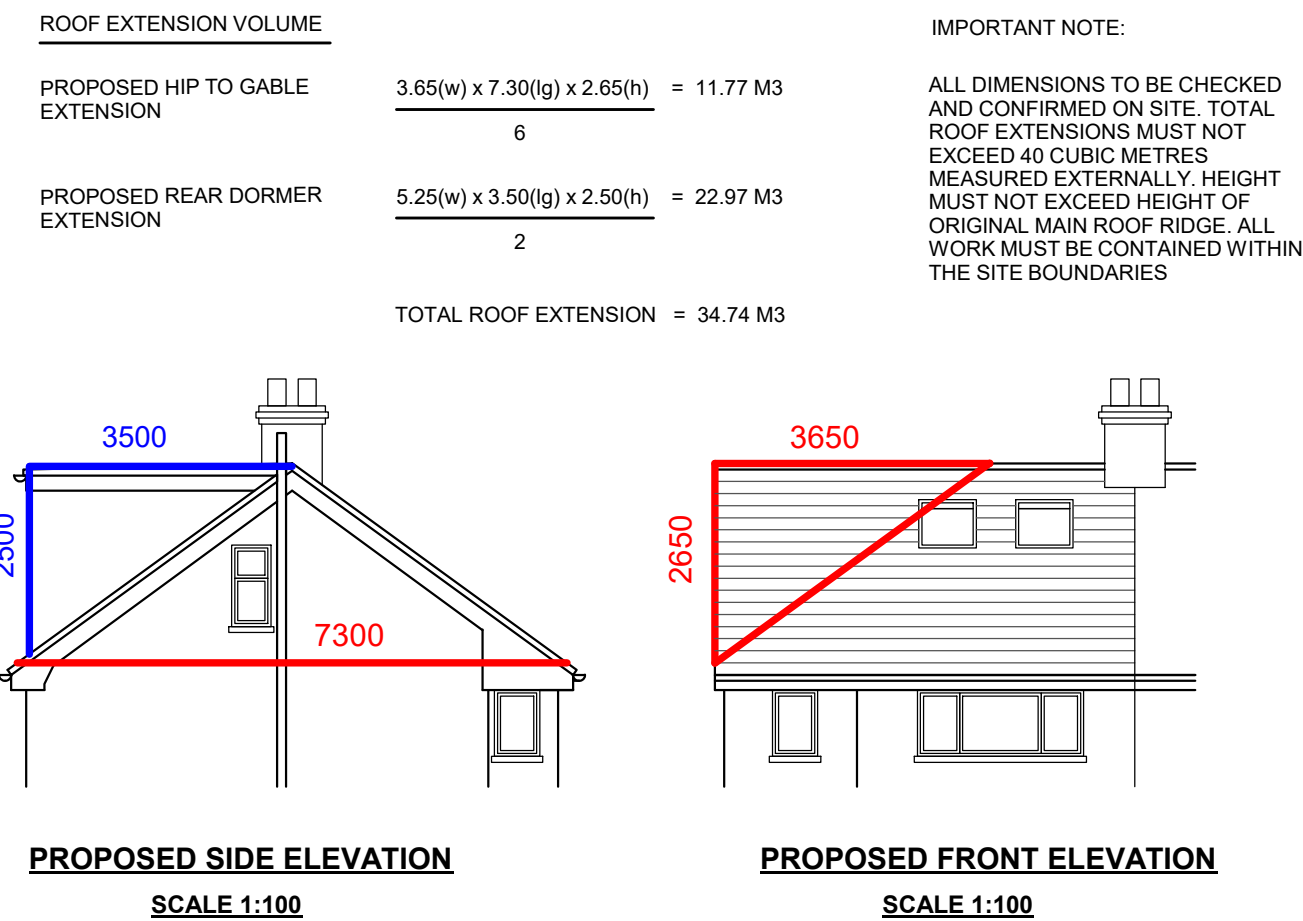 ROOF EXTENSION VOLUME
PROPOSED HIP TO GABLE
EXTENSION
3.65(w) x 7.30(lg) x 2.65(h) = 11.77 M3
6
PROPOSED REAR DORMER
EXTENSION
5.25(w) x 3.50(lg) x 2.50(h) = 22.97 M3
2
TOTAL ROOF EXTENSION = 34.74 M3
IMPORTANT NOTE:
ALL DIMENSIONS TO BE CHECKED
AND CONFIRMED ON SITE. TOTAL
ROOF EXTENSIONS MUST NOT
EXCEED 40 CUBIC METRES
MEASURED EXTERNALLY. HEIGHT
MUST NOT EXCEED HEIGHT OF
ORIGINAL MAIN ROOF RIDGE. ALL
WORK MUST BE CONTAINED WITHIN
THE SITE BOUNDARIES
3500
2500
7300
PROPOSED SIDE ELEVATION
SCALE 1:100
3650
2650
PROPOSED FRONT ELEVATION
SCALE 1:100